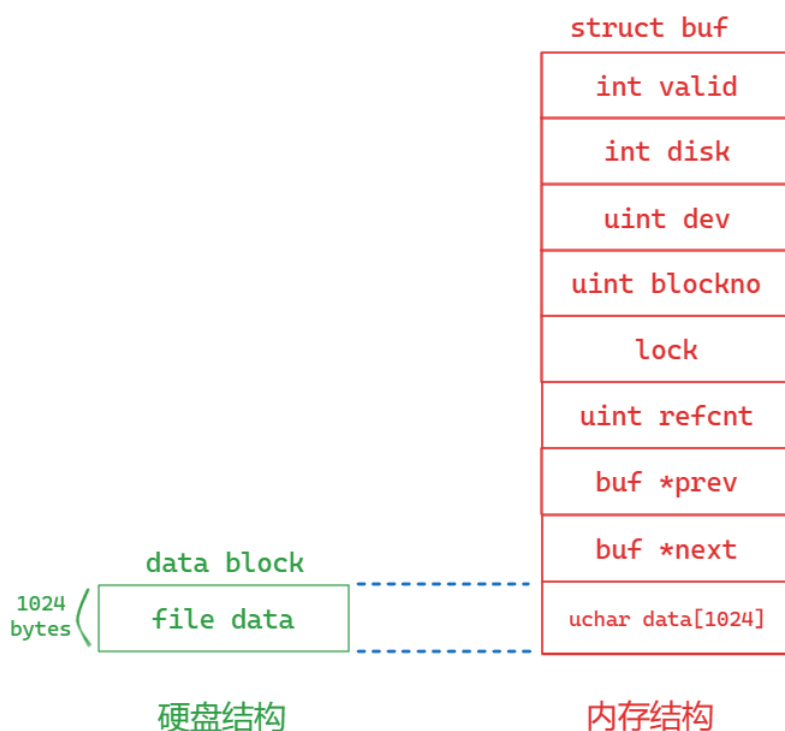 struct buf
int valid
int disk
uint dev
uint blockno
lock
uint refcnt
buf *prev
buf *next
uchar data[1024]
data block
1024
bytes
file data
硬盘结构
内存结构